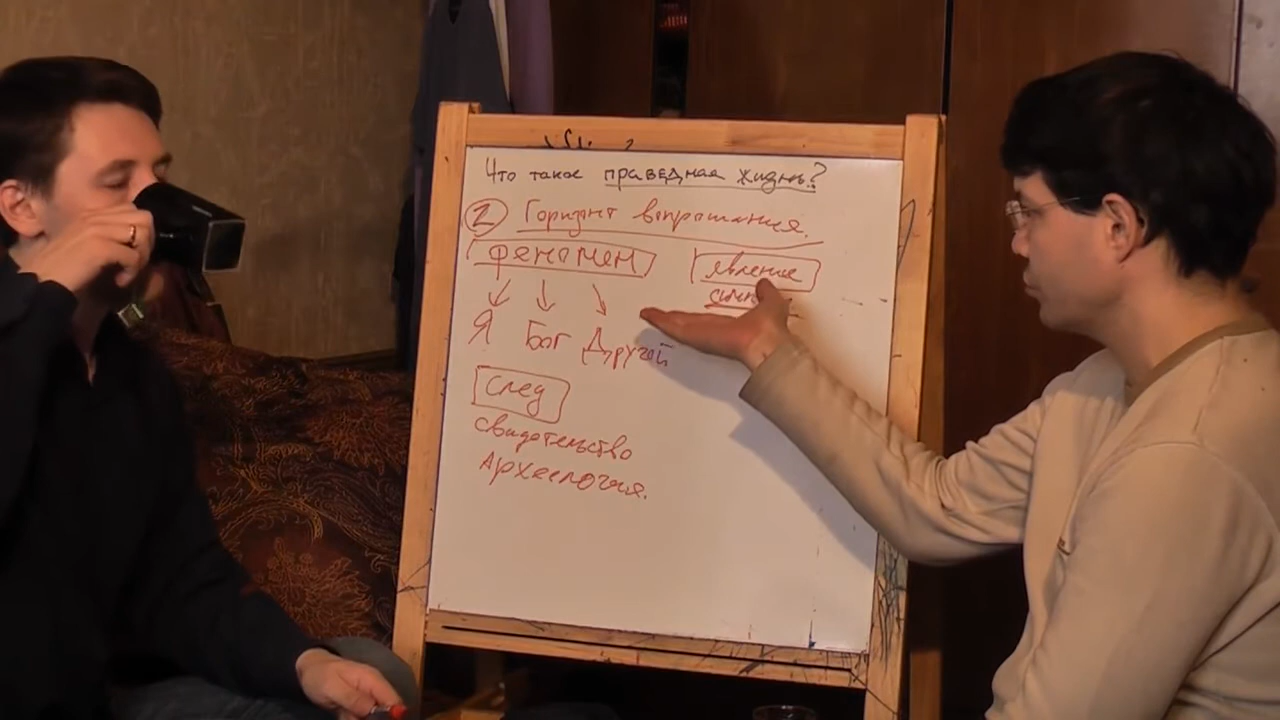 Что такое праведная жизнь?
2 Горизонт вопрошания.
феномен
явление
Я Бог Другой
След
свидетельство
Археология.